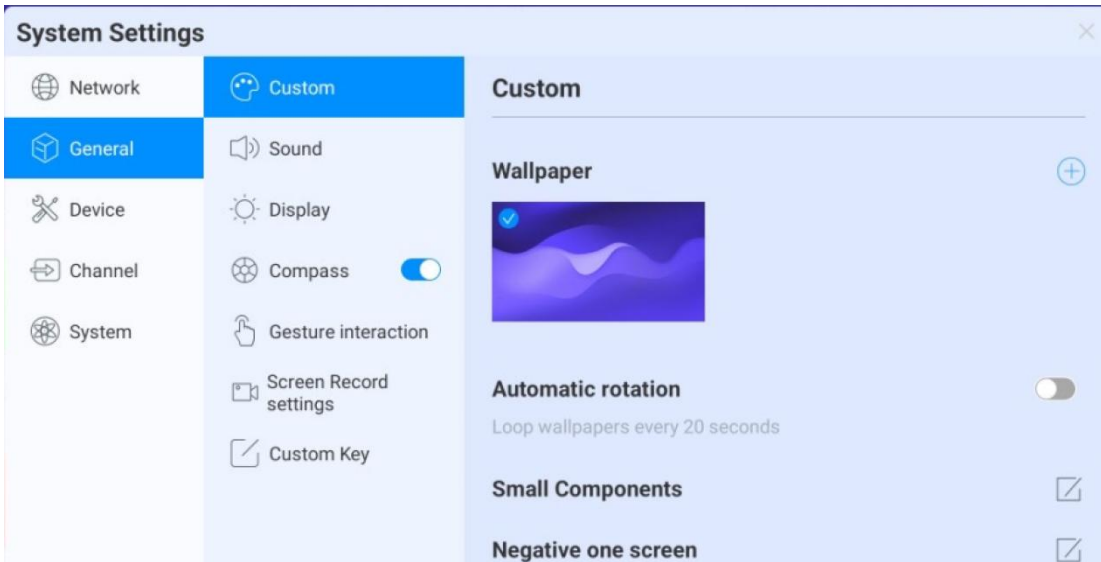 System Settings
Network
General
Device
Channel
System
Custom
Sound
Display
Compass
Gesture interaction
Screen Record
settings
Custom Key
Custom
Wallpaper
Automatic rotation
Loop wallpapers every 20 seconds
Small Components
Negative one screen